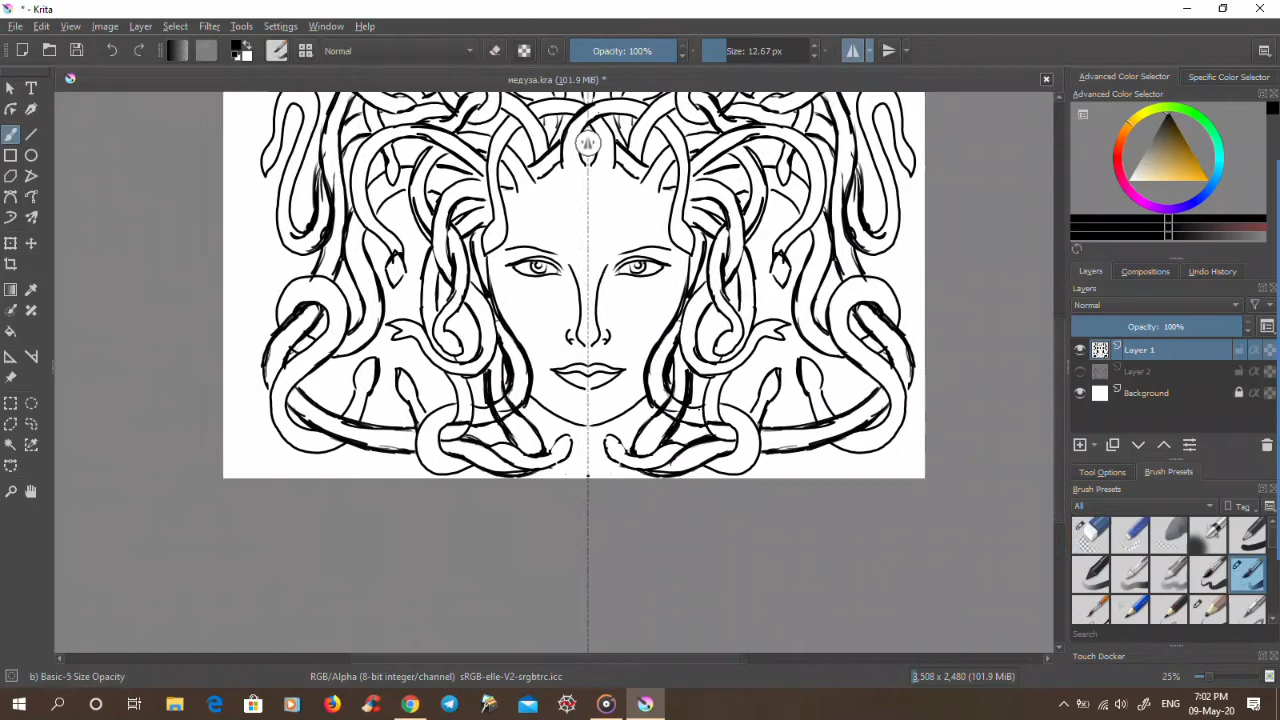 * - Krita
File Edit View Image Layer Select Filter Tools Settings Window Help
Normal Opacity: 100% Size: 12.67 px
медуза.kra (101.9 MiB) *
Advanced Color Selector Specific Color Selector
Advanced Color Selector
Layers Compositions Undo History
Layers
Normal
Opacity: 100%
Layer 1
Layer 2
Background
Tool Options Brush Presets
Brush Presets
All Tag
Search
Touch Docker
b) Basic-5 Size Opacity RGB/Alpha (8-bit integer/channel) sRGB-elle-V2-srgbtrc.icc 3,508 x 2,480 (101.9 MiB) 25%
ENG 7:02 PM
09-May-20